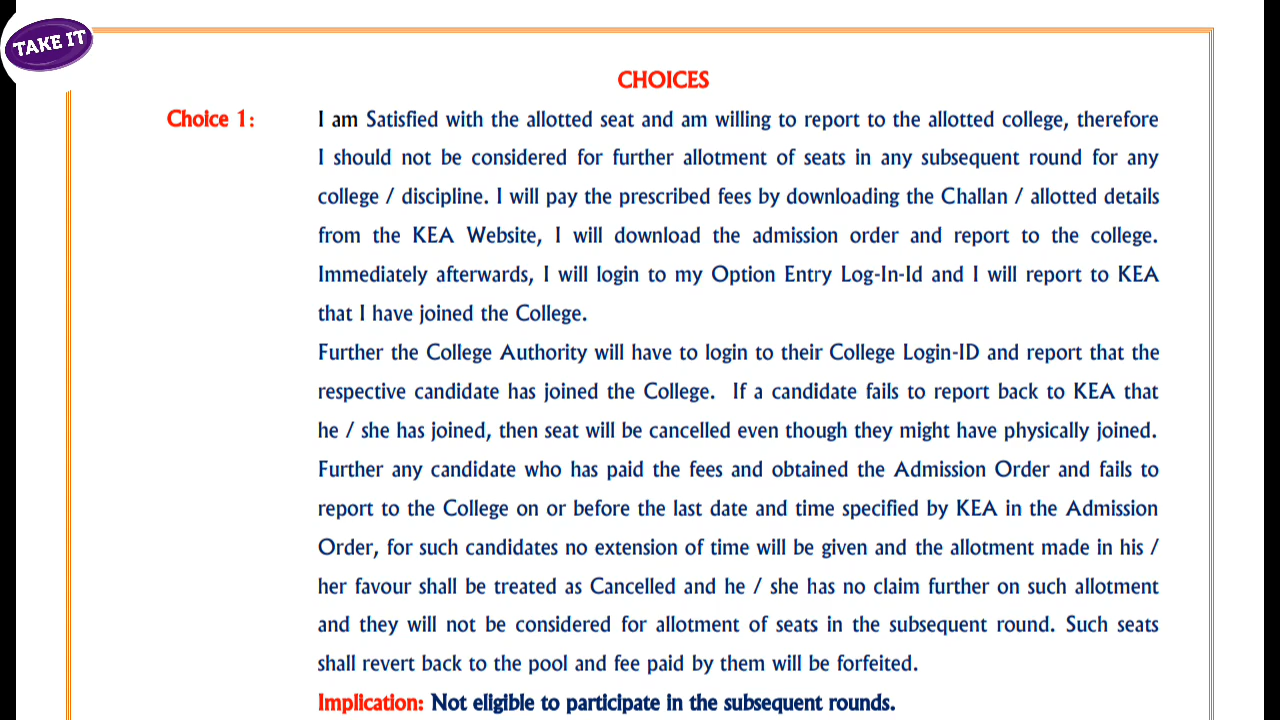 TAKE IT
CHOICES
Choice 1: I am Satisfied with the allotted seat and am willing to report to the allotted college, therefore
I should not be considered for further allotment of seats in any subsequent round for any
college / discipline. I will pay the prescribed fees by downloading the Challan / allotted details
from the KEA Website, I will download the admission order and report to the college.
Immediately afterwards, I will login to my Option Entry Log-In-Id and I will report to KEA
that I have joined the College.
Further the College Authority will have to login to their College Login-ID and report that the
respective candidate has joined the College. If a candidate fails to report back to KEA that
he / she has joined, then seat will be cancelled even though they might have physically joined.
Further any candidate who has paid the fees and obtained the Admission Order and fails to
report to the College on or before the last date and time specified by KEA in the Admission
Order, for such candidates no extension of time will be given and the allotment made in his /
her favour shall be treated as Cancelled and he / she has no claim further on such allotment
and they will not be considered for allotment of seats in the subsequent round. Such seats
shall revert back to the pool and fee paid by them will be forfeited.
Implication: Not eligible to participate in the subsequent rounds.